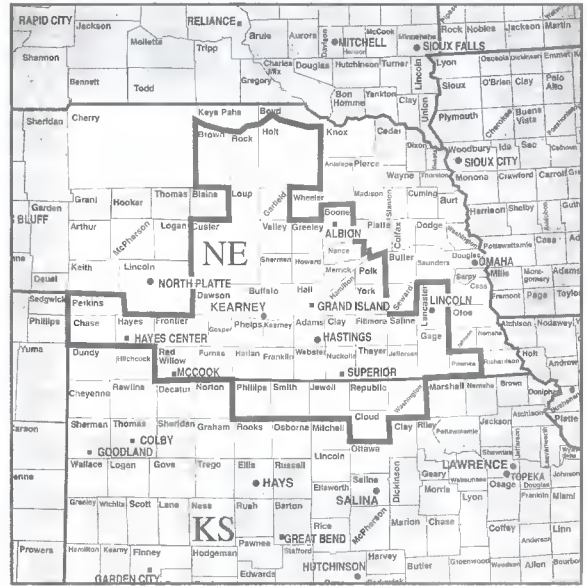 RAPID CITY Jackson RELIANCE Brule Aurora Davison McCook Minnehaha Rock Nobles Jackson Martin
Mellette MITCHELL SIOUX FALLS
Shannon Tripp Charles Mix Douglas Hutchinson Turner Lincoln Lyon Osceola Dickinson Emmet
Bennett Todd Gregory Bon Homme Yankton Clay Union Sioux O'Brien Clay Palo Alto
Sheridan Cherry Keya Paha Boyd Plymouth Cherokee Buena Vista
Brown Rock Holt Knox Cedar Dixon Woodbury Ida Sac Calhoun
Antelope Pierce SIOUX CITY
Wayne Thurston Monona Crawford Carroll
Grant Hooker Thomas Blaine Loup Garfield Wheeler Madison Stanton Cuming Burt
Garden Boone Harrison Shelby
BLUFF Arthur McPherson Logan Custer Valley Greeley ALBION Platte Colfax Dodge Washington
NE Nance Pottawattamie Cass
Keith Lincoln Sherman Howard Merrick Polk Butler Saunders Douglas OMAHA
Deuel NORTH PLATTE Hamilton York Seward Sarpy Mills Montgomery Adams
Dawson Buffalo Hall Cass
Sedgwick Perkins KEARNEY GRAND ISLAND Lancaster LINCOLN Fremont Page Taylor
Phillips Chase Hayes Frontier Gosper Phelps Kearney Adams Clay Fillmore Saline Otoe Atchison Nodaway
HAYES CENTER HASTINGS Gage Johnson Nemaha
Yuma Dundy Hitchcock Red Willow Furnas Harlan Franklin Webster Nuckolls Thayer Jefferson Pawnee Richardson Holt Andrew
MCCOOK SUPERIOR
Cheyenne Rawlins Decatur Norton Phillips Smith Jewell Republic Washington Marshall Nemaha Brown Doniphan
Cloud Atchison Platte
Sherman Thomas Sheridan Graham Rooks Osborne Mitchell Clay Riley Pottawatomie Jackson
COLBY Ottawa Jefferson
GOODLAND Lincoln Shawnee
Wallace Logan Gove Trego Ellis Russell LAWRENCE
HAYS Ellsworth Saline Dickinson Geary Wabaunsee TOPEKA
SALINA Morris Osage Douglas
Greeley Wichita Scott Lane Ness Rush Barton McPherson Lyon Franklin Miami
KS Rice Marion Chase Coffey Anderson Linn
Pawnee GREAT BEND
Prowers Hamilton Kearny Finney Hodgeman Stafford Harvey
GARDEN CITY Edwards HUTCHINSON Butler Greenwood Woodson Allen Bourbon